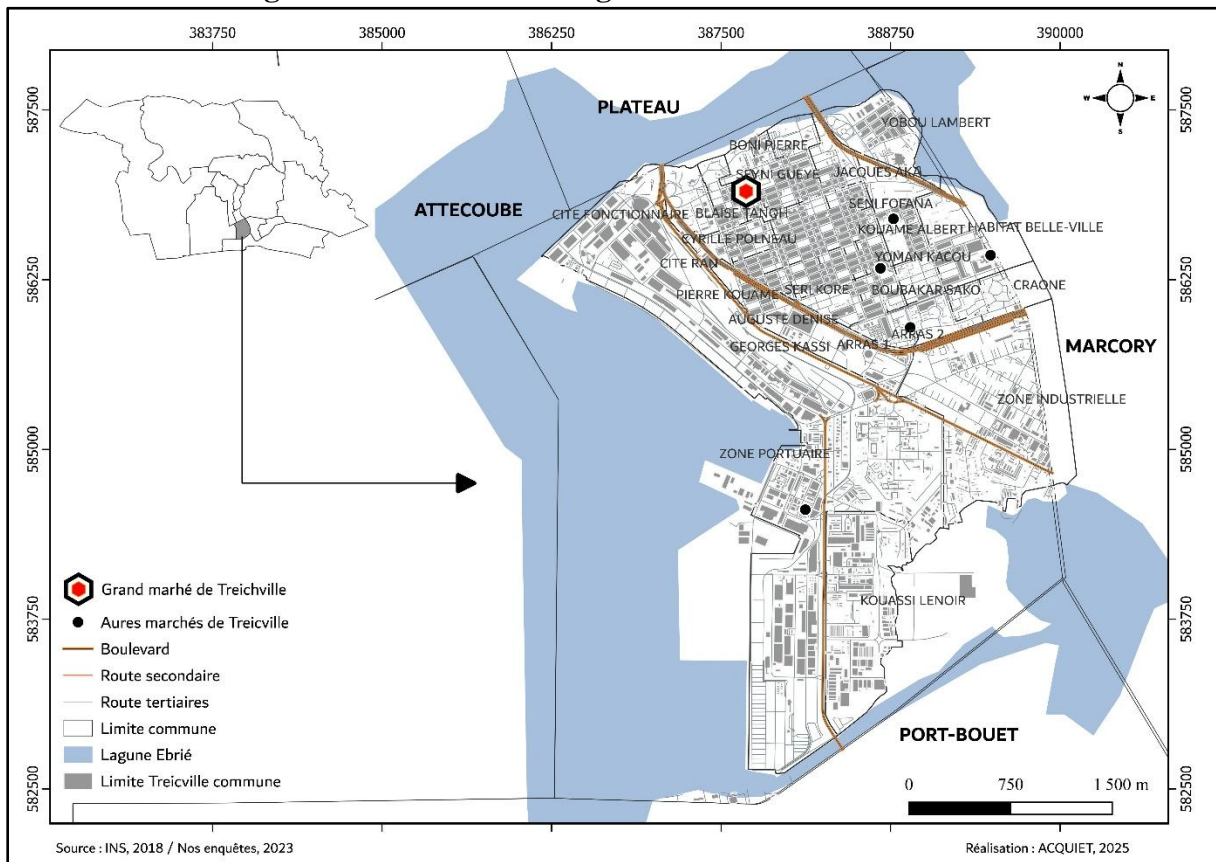 383750 385000 386250 387500 388750 390000
587500
586250
585000
583750
582500
587500
586250
585000
583750
582500
N
W E
S
PLATEAU
ATTECOUBE
MARCORY
PORT-BOUET
YOBOU LAMBERT
BONI PIERRE
SEYNI GUEYE
JACQUES AKA
CITE FONCTIONNAIRE
BLAISE TANOH
SENI FOFANA
KOUAME ALBERT
HABITAT BELLE-VILLE
CYRILLE POLNEAU
CITE RAN
YOMAN KACOU
PIERRE KOUAME
SERI KORE
BOUBAKAR SAKO
CRAONE
AUGUSTE DENISE
ARRAS 2
GEORGES KASSI
ARRAS 1
ZONE INDUSTRIELLE
ZONE PORTUAIRE
KOUASSI LENOIR
Grand marhé de Treichville
Aures marchés de Treicville
Boulevard
Route secondaire
Route tertiaires
Limite commune
Lagune Ebrié
Limite Treicville commune
0 750 1 500 m
Source : INS, 2018 / Nos enquêtes, 2023
Réalisation : ACQUIET, 2025